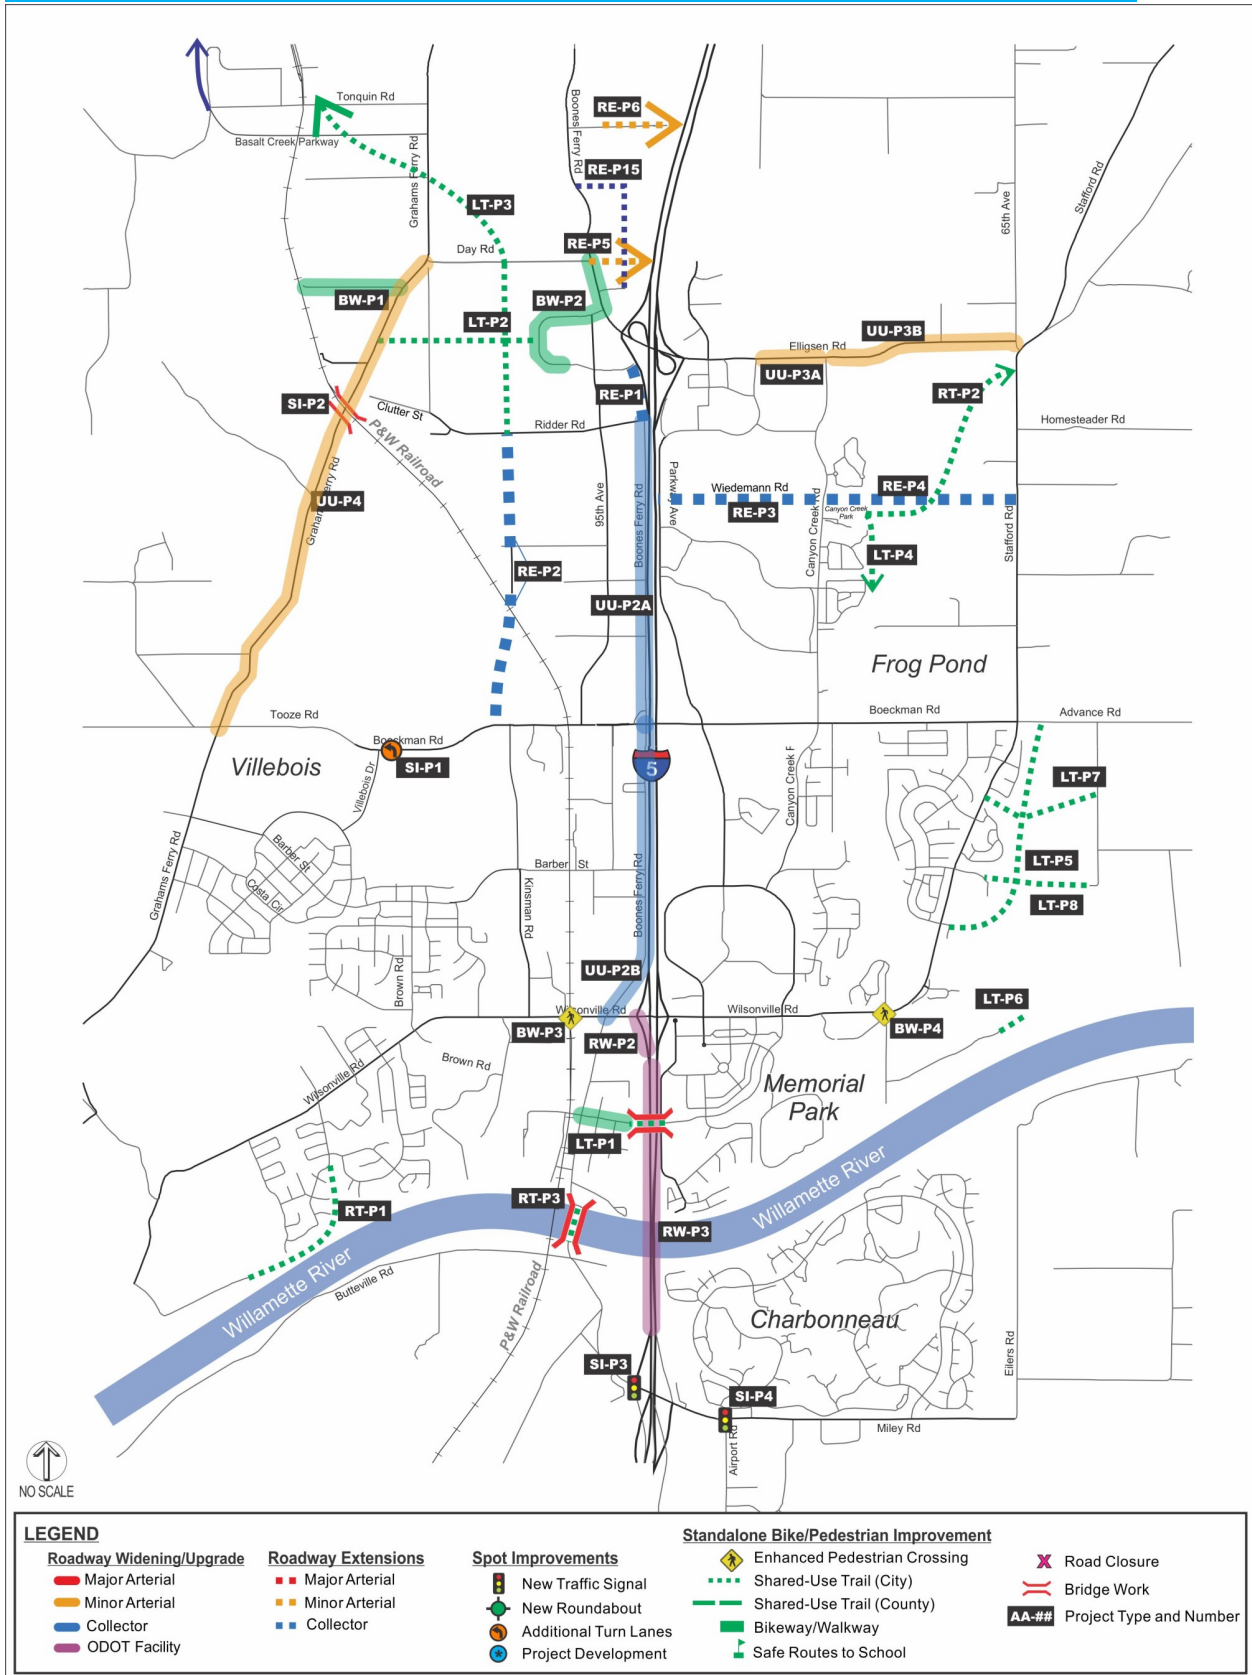 Tonquin Rd
Basalt Creek Parkway
Grahams Ferry Rd
Boones Ferry Rd
RE-P6
RE-P15
LT-P3
RE-P5
Day Rd
65th Ave
Stafford Rd
BW-P1
BW-P2
LT-P2
UU-P3B
Elligsen Rd
UU-P3A
RE-P1
RT-P2
SI-P2
Clutter St
P&W Railroad
Ridder Rd
Homesteader Rd
UU-P4
Grahams Ferry Rd
95th Ave
Boones Ferry Rd
Parkway Ave
Wiedemann Rd
RE-P3
RE-P4
Canyon Creek Rd
Canyon Creek
Park
Stafford Rd
LT-P4
RE-P2
UU-P2A
Frog Pond
Tooze Rd
Boeckman Rd
Boeckman Rd
Advance Rd
SI-P1
Villebois
Villebois Dr
5
Canyon Creek R
LT-P7
LT-P5
LT-P8
Grahams Ferry Rd
Barber St
Costa Cir
Barber St
Kinsman Rd
Boones Ferry Rd
Brown Rd
UU-P2B
Wilsonville Rd
Wilsonville Rd
LT-P6
BW-P3
RW-P2
BW-P4
Brown Rd
Wilsonville Rd
Memorial
Park
LT-P1
RT-P3
RT-P1
RW-P3
Willamette River
Willamette River
Butteville Rd
P&W Railroad
Charbonneau
Eilers Rd
SI-P3
SI-P4
Airport Rd
Miley Rd
NO SCALE
LEGEND
Roadway Widening/Upgrade
Major Arterial
Minor Arterial
Collector
ODOT Facility
Roadway Extensions
Major Arterial
Minor Arterial
Collector
Spot Improvements
New Traffic Signal
New Roundabout
Additional Turn Lanes
Project Development
Standalone Bike/Pedestrian Improvement
Enhanced Pedestrian Crossing
Shared-Use Trail (City)
Shared-Use Trail (County)
Bikeway/Walkway
Safe Routes to School
X Road Closure
Bridge Work
AA-## Project Type and Number